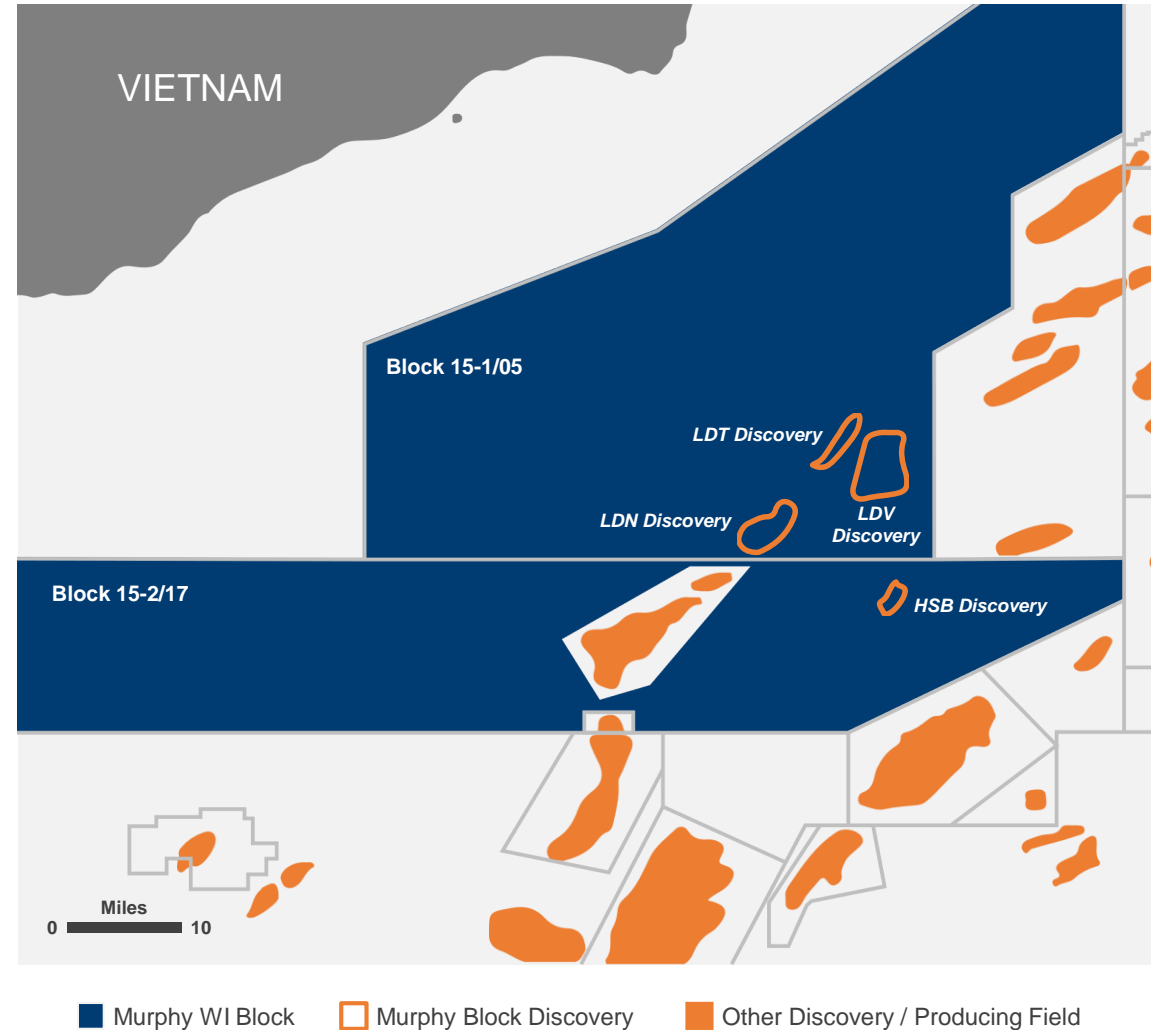 VIETNAM
Block 15-1/05
LDT Discovery
LDN Discovery
LDV
Discovery
Block 15-2/17
HSB Discovery
Miles
0 10
Murphy WI Block Murphy Block Discovery Other Discovery / Producing Field